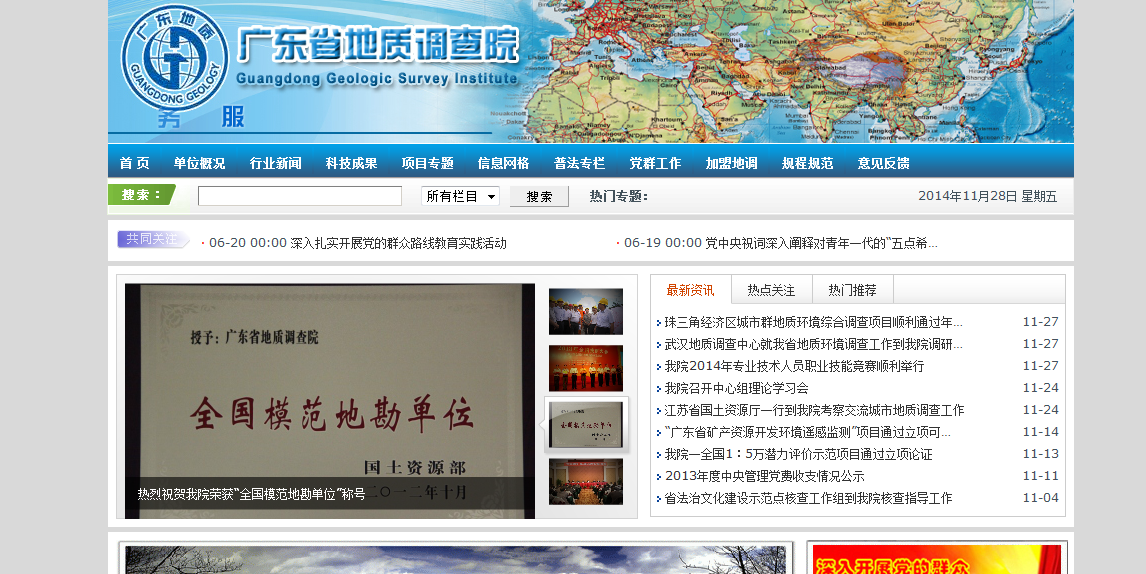 广东地质
GUANGDONG GEOLOGY
广东省地质调查院
Guangdong Geologic Survey Institute
务 服
首 页 单位概况 行业新闻 科技成果 项目专题 信息网格 普法专栏 党群工作 加盟地调 规程规范 意见反馈
搜索： 所有栏目 搜索 热门专题: 2014年11月28日 星期五
共同关注 · 06-20 00:00 深入扎实开展党的群众路线教育实践活动 · 06-19 00:00 党中央祝词深入阐释对青年一代的“五点希...
授予：广东省地质调查院
全国模范地勘单位
国土资源部
二〇一二年十月
热烈祝贺我院荣获“全国模范地勘单位”称号
最新资讯 热点关注 热门推荐
珠三角经济区城市群地质环境综合调查项目顺利通过年... 11-27
武汉地质调查中心就我省地质环境调查工作到我院调研... 11-27
我院2014年专业技术人员职业技能竞赛顺利举行 11-27
我院召开中心组理论学习会 11-24
江苏省国土资源厅一行到我院考察交流城市地质调查工作 11-24
“广东省矿产资源开发环境遥感监测”项目通过立项可... 11-14
我院一全国1：5万潜力评价示范项目通过立项论证 11-13
2013年度中央管理党费收支情况公示 11-11
省法治文化建设示范点核查工作组到我院核查指导工作 11-04
深入开展党的群众